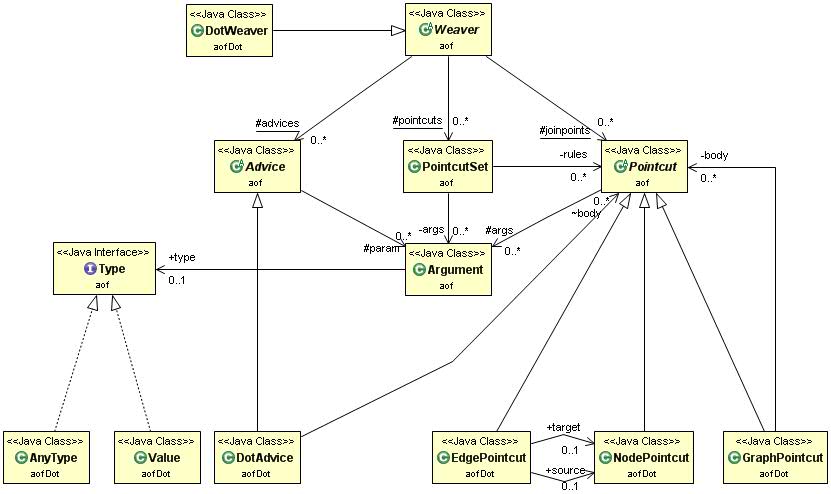 <<Java Class>>
DotWeaver
aofDot
<<Java Class>>
Weaver
aof
#advices
0..*
#pointcuts
0..*
#joinpoints
0..*
<<Java Class>>
Advice
aof
<<Java Class>>
PointcutSet
aof
-rules
0..*
<<Java Class>>
Pointcut
aof
-body
0..*
#param
0..*
-args
0..*
#args
0..*
0..*
~body
<<Java Interface>>
Type
aof
+type
0..1
<<Java Class>>
Argument
aof
<<Java Class>>
AnyType
aofDot
<<Java Class>>
Value
aofDot
<<Java Class>>
DotAdvice
aofDot
<<Java Class>>
EdgePointcut
aofDot
+target
0..1
+source
0..1
<<Java Class>>
NodePointcut
aofDot
<<Java Class>>
GraphPointcut
aofDot